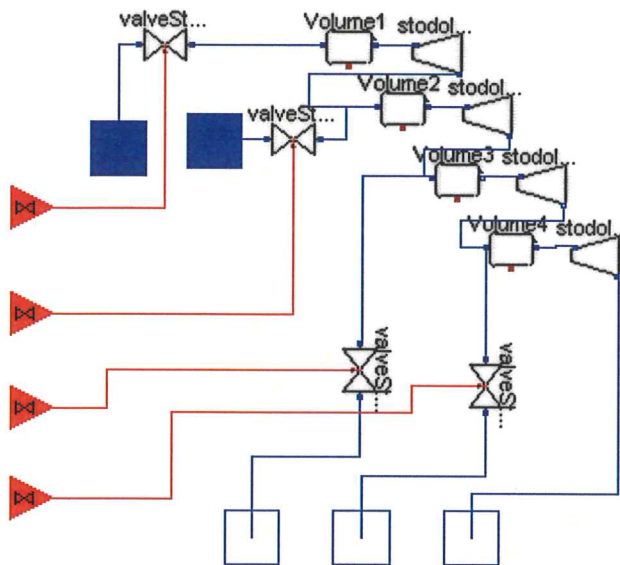 valveSt...
Volume1
stodol...
valveSt...
Volume2
stodol...
Volume3
stodol...
Volume4
stodol...
valveSt...
valveSt...